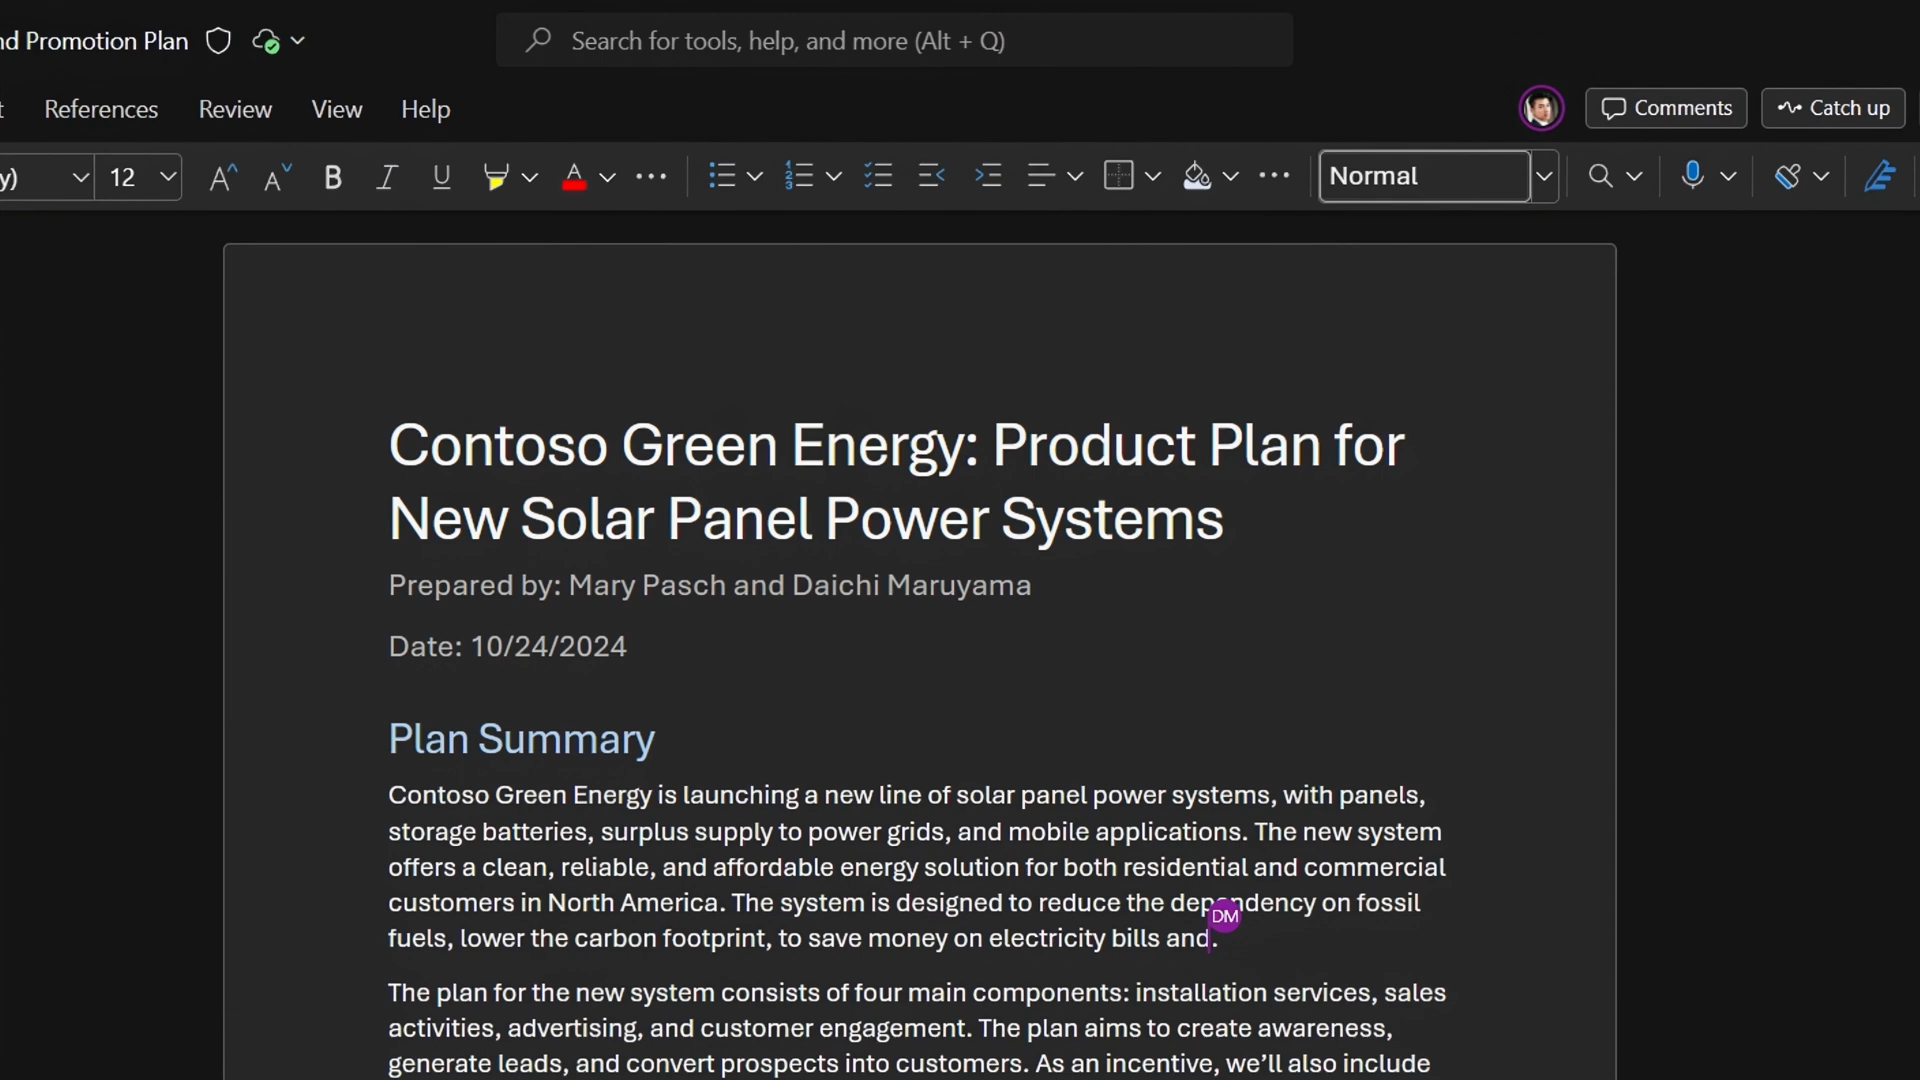 nd Promotion Plan
Search for tools, help, and more (Alt + Q)
References Review View Help
Comments Catch up
y) 12 Normal
Contoso Green Energy: Product Plan for
New Solar Panel Power Systems
Prepared by: Mary Pasch and Daichi Maruyama
Date: 10/24/2024
Plan Summary
Contoso Green Energy is launching a new line of solar panel power systems, with panels,
storage batteries, surplus supply to power grids, and mobile applications. The new system
offers a clean, reliable, and affordable energy solution for both residential and commercial
customers in North America. The system is designed to reduce the dependency on fossil
DM
fuels, lower the carbon footprint, to save money on electricity bills and.
The plan for the new system consists of four main components: installation services, sales
activities, advertising, and customer engagement. The plan aims to create awareness,
generate leads, and convert prospects into customers. As an incentive, we’ll also include